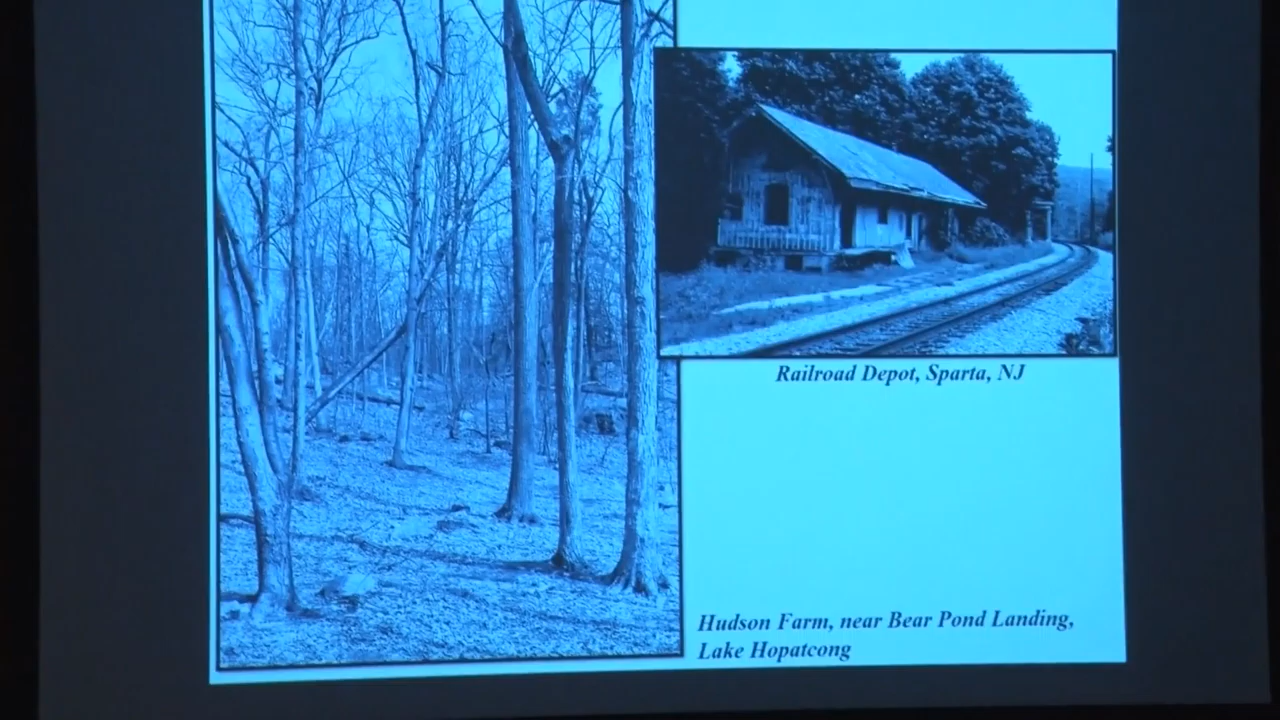 Railroad Depot, Sparta, NJ
Hudson Farm, near Bear Pond Landing,
Lake Hopatcong